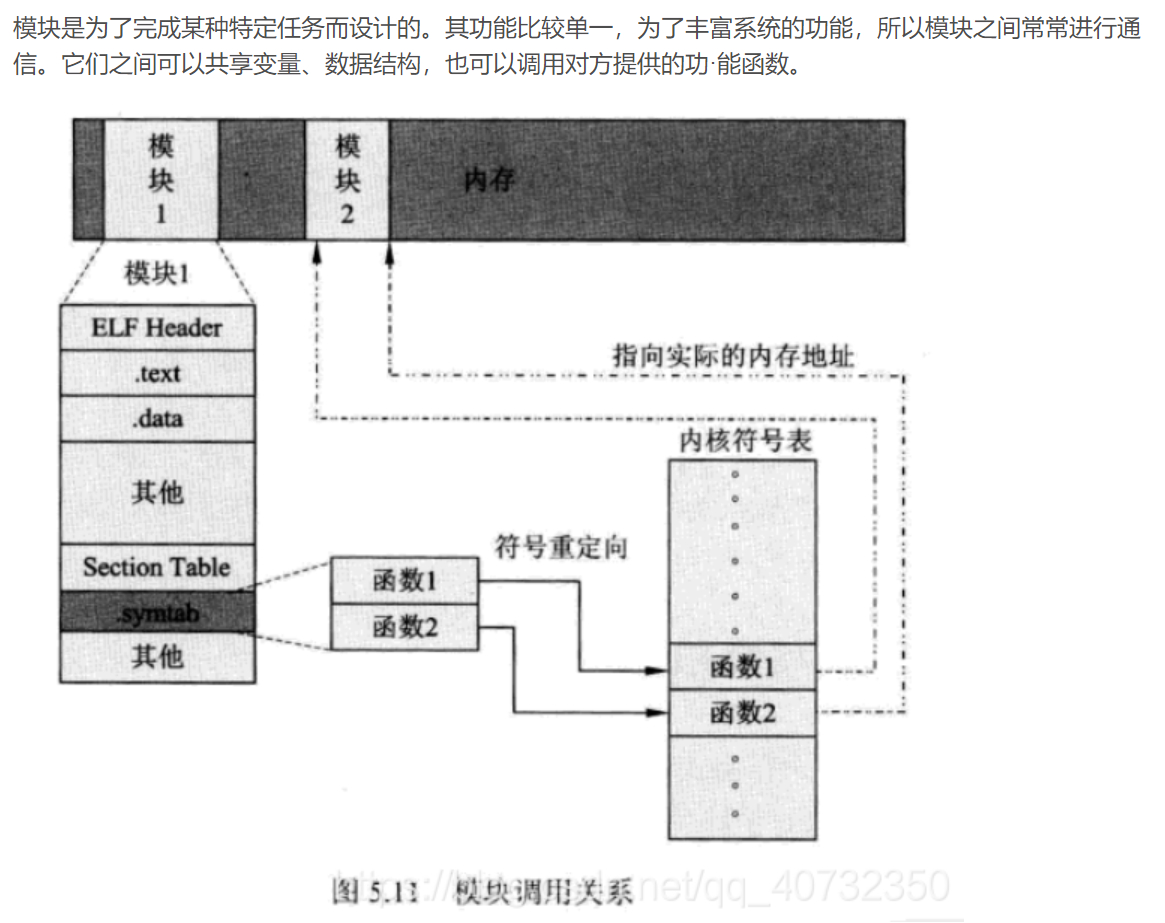 模块是为了完成某种特定任务而设计的。其功能比较单一，为了丰富系统的功能，所以模块之间常常进行通
信。它们之间可以共享变量、数据结构，也可以调用对方提供的功·能函数。
模块1
模块2
内存
模块1
ELF Header
.text
.data
其他
Section Table
.symtab
其他
函数1
函数2
符号重定向
指向实际的内存地址
内核符号表
函数1
函数2
图 5.11 模块调用关系
net/qq_40732350